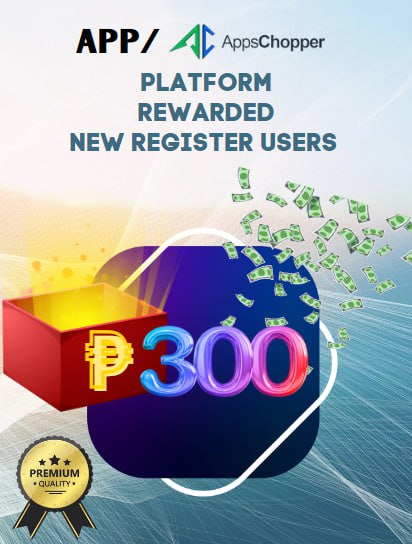 APP/ AppsChopper
PLATFORM
REWARDED
NEW REGISTER USERS
₱300
PREMIUM
QUALITY